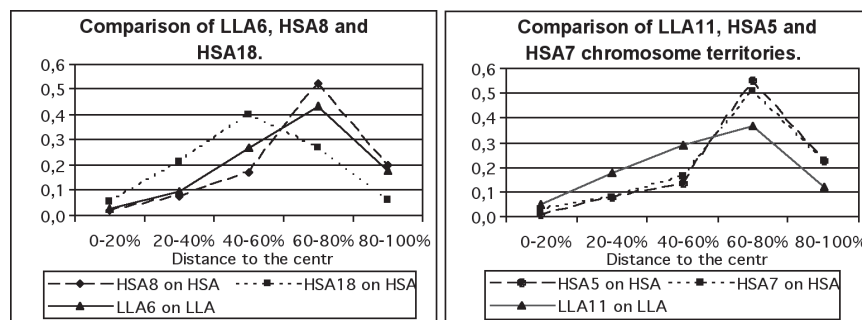 Comparison of LLA6, HSA8 and
HSA18.
0,6
0,5
0,4
0,3
0,2
0,1
0,0
0-20% 20-40% 40-60% 60-80% 80-100%
Distance to the centr
HSA8 on HSA HSA18 on HSA
LLA6 on LLA
Comparison of LLA11, HSA5 and
HSA7 chromosome territories.
0,6
0,5
0,4
0,3
0,2
0,1
0,0
0-20% 20-40% 40-60% 60-80% 80-100%
Distance to the centr
HSA5 on HSA HSA7 on HSA
LLA11 on LLA